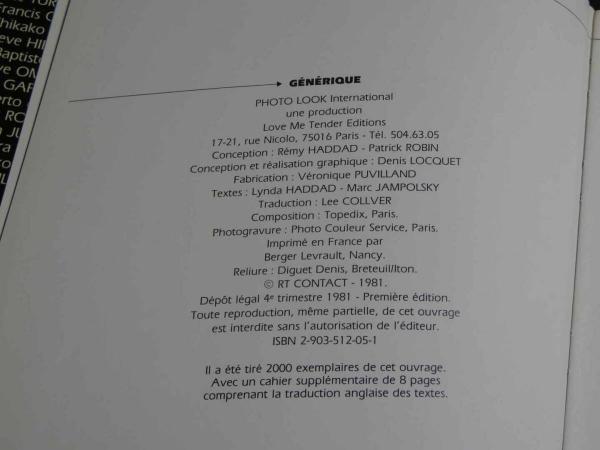 GÉNÉRIQUE
PHOTO LOOK International
une production
Love Me Tender Editions
17-21, rue Nicolo, 75016 Paris - Tél. 504.63.05
Conception : Rémy HADDAD - Patrick ROBIN
Conception et réalisation graphique : Denis LOCQUET
Fabrication : Véronique PUVILLAND
Textes : Lynda HADDAD - Marc JAMPOLSKY
Traduction : Lee COLLVER
Composition : Topedix, Paris.
Photogravure : Photo Couleur Service, Paris.
Imprimé en France par
Berger Levrault, Nancy.
Reliure : Diguet Denis, Breteuil/Iton.
© RT CONTACT - 1981.
Dépôt légal 4e trimestre 1981 - Première édition.
Toute reproduction, même partielle, de cet ouvrage
est interdite sans l'autorisation de l'éditeur.
ISBN 2-903-512-05-1
Il a été tiré 2000 exemplaires de cet ouvrage.
Avec un cahier supplémentaire de 8 pages
comprenant la traduction anglaise des textes.